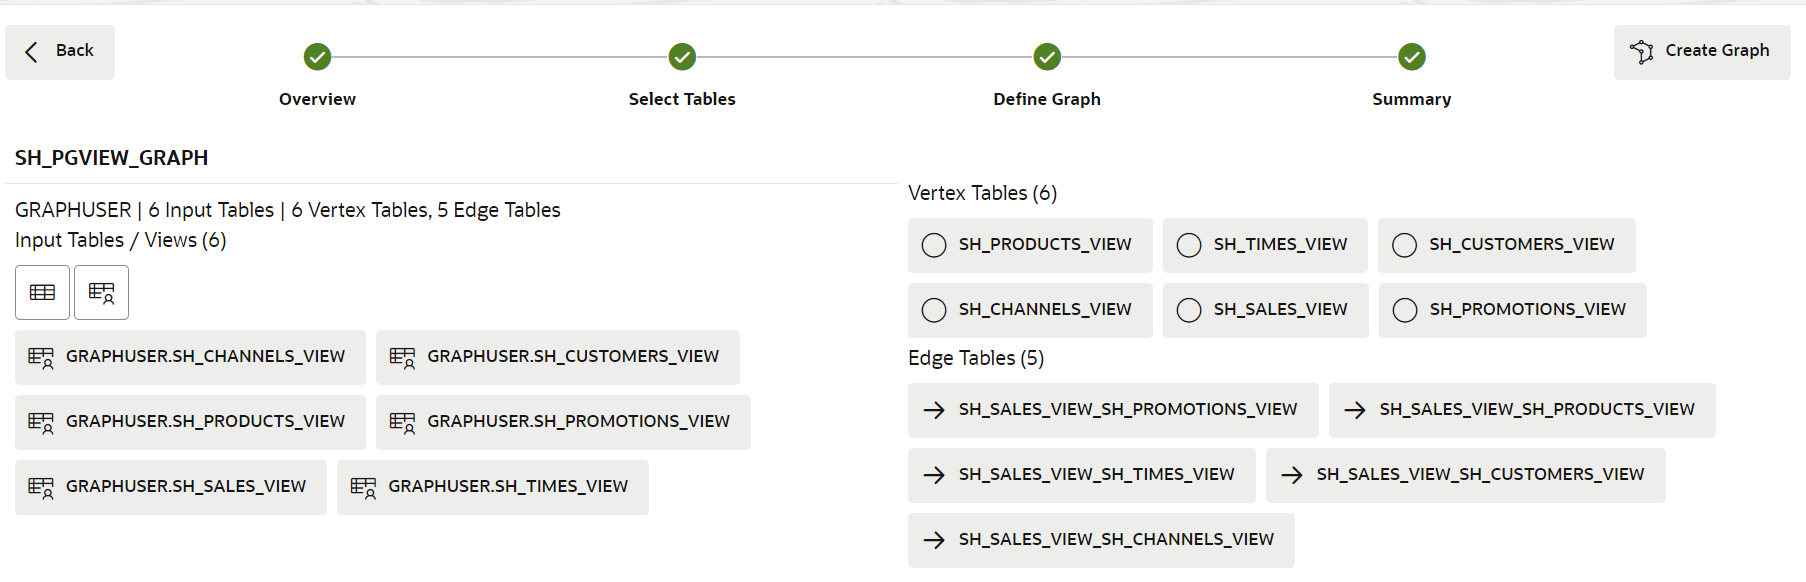 Back
Create Graph
Overview
Select Tables
Define Graph
Summary
SH_PGVIEW_GRAPH
GRAPHUSER | 6 Input Tables | 6 Vertex Tables, 5 Edge Tables
Input Tables / Views (6)
GRAPHUSER.SH_CHANNELS_VIEW
GRAPHUSER.SH_CUSTOMERS_VIEW
GRAPHUSER.SH_PRODUCTS_VIEW
GRAPHUSER.SH_PROMOTIONS_VIEW
GRAPHUSER.SH_SALES_VIEW
GRAPHUSER.SH_TIMES_VIEW
Vertex Tables (6)
SH_PRODUCTS_VIEW
SH_TIMES_VIEW
SH_CUSTOMERS_VIEW
SH_CHANNELS_VIEW
SH_SALES_VIEW
SH_PROMOTIONS_VIEW
Edge Tables (5)
SH_SALES_VIEW_SH_PROMOTIONS_VIEW
SH_SALES_VIEW_SH_PRODUCTS_VIEW
SH_SALES_VIEW_SH_TIMES_VIEW
SH_SALES_VIEW_SH_CUSTOMERS_VIEW
SH_SALES_VIEW_SH_CHANNELS_VIEW